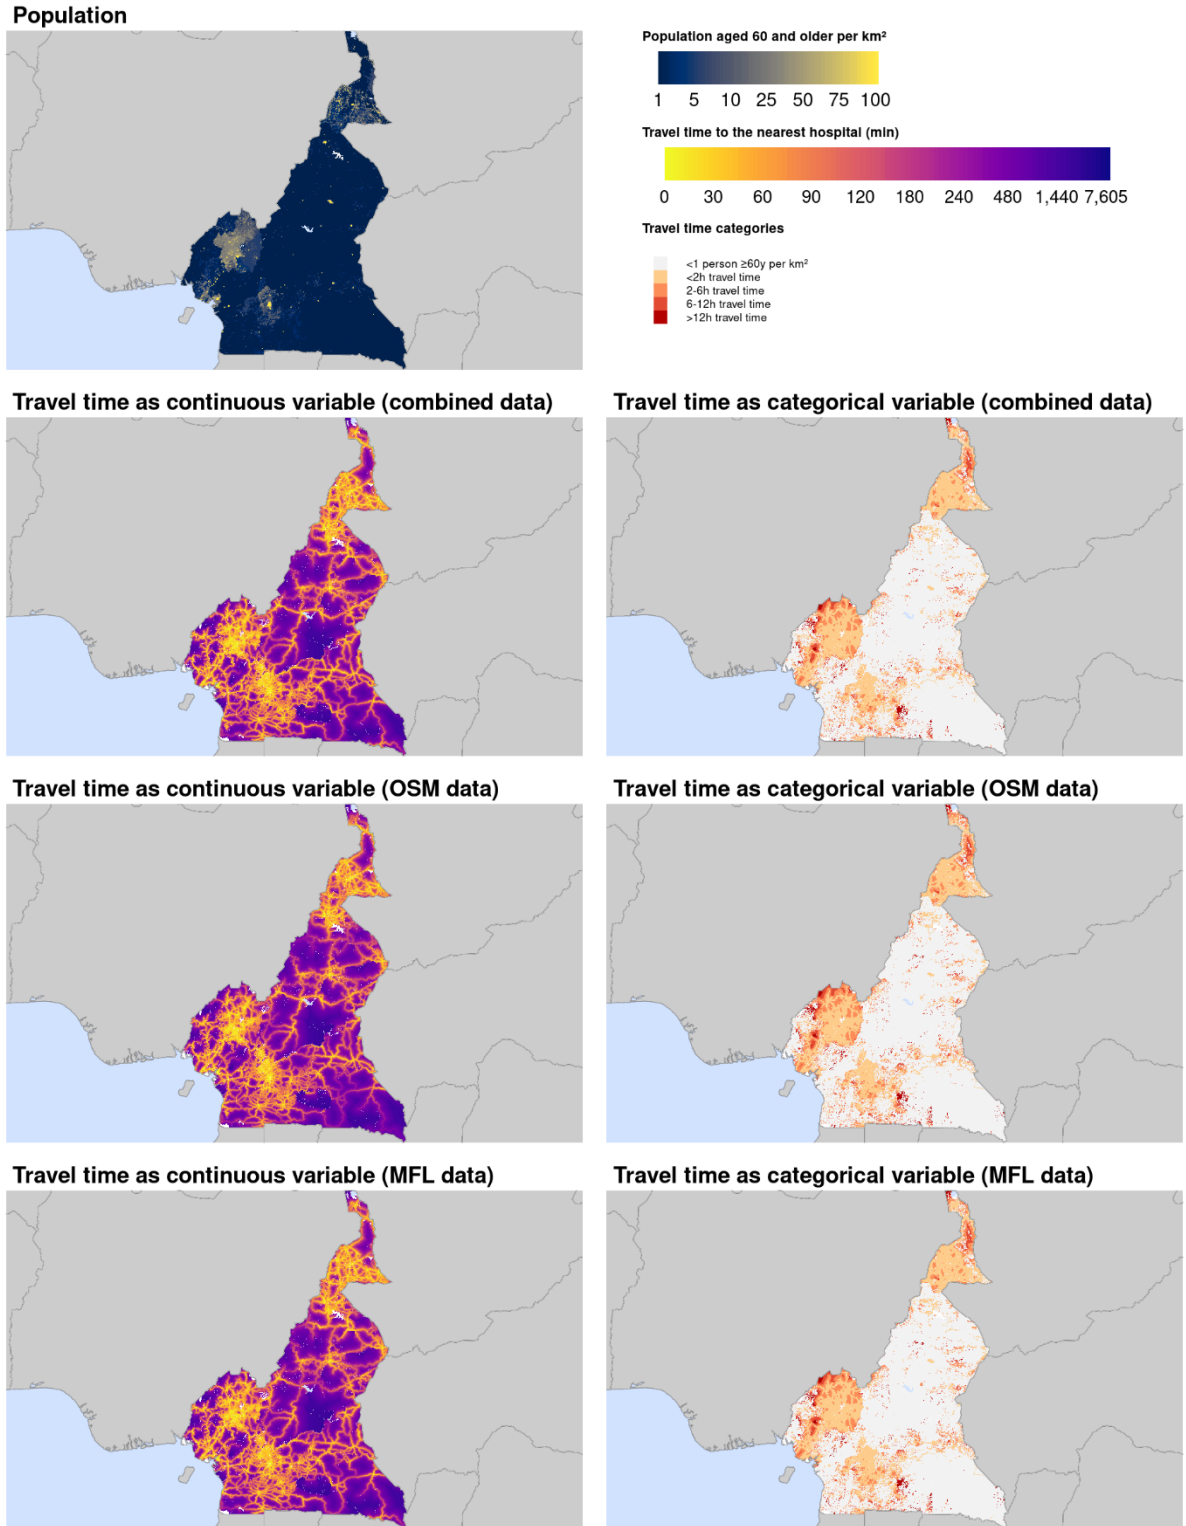 Population
Population aged 60 and older per km²
1 5 10 25 50 75 100
Travel time to the nearest hospital (min)
0 30 60 90 120 180 240 480 1,440 7,605
Travel time categories
<1 person ≥60y per km²
<2h travel time
2-6h travel time
6-12h travel time
>12h travel time
Travel time as continuous variable (combined data)
Travel time as categorical variable (combined data)
Travel time as continuous variable (OSM data)
Travel time as categorical variable (OSM data)
Travel time as continuous variable (MFL data)
Travel time as categorical variable (MFL data)